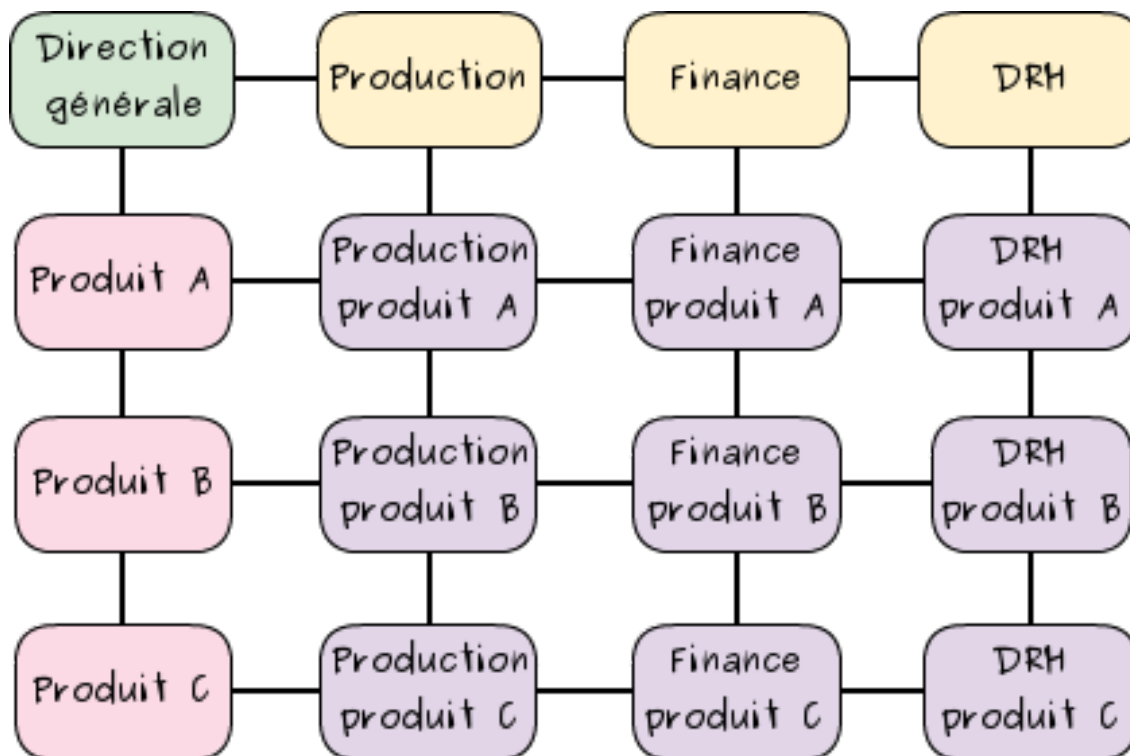 Direction
générale
Production
Finance
DRH
Produit A
Production
produit A
Finance
produit A
DRH
produit A
Produit B
Production
produit B
Finance
produit B
DRH
produit B
Produit C
Production
produit C
Finance
produit C
DRH
produit C